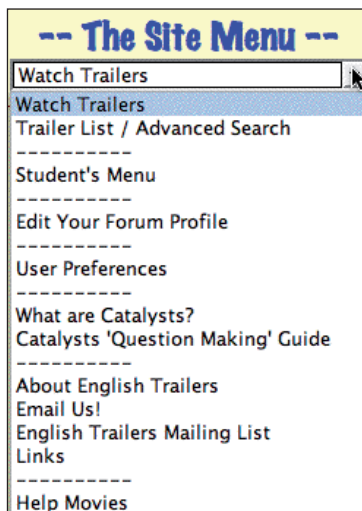 -- The Site Menu --
Watch Trailers
Watch Trailers
Trailer List / Advanced Search
----------
Student's Menu
----------
Edit Your Forum Profile
----------
User Preferences
----------
What are Catalysts?
Catalysts 'Question Making' Guide
----------
About English Trailers
Email Us!
English Trailers Mailing List
Links
----------
Help Movies